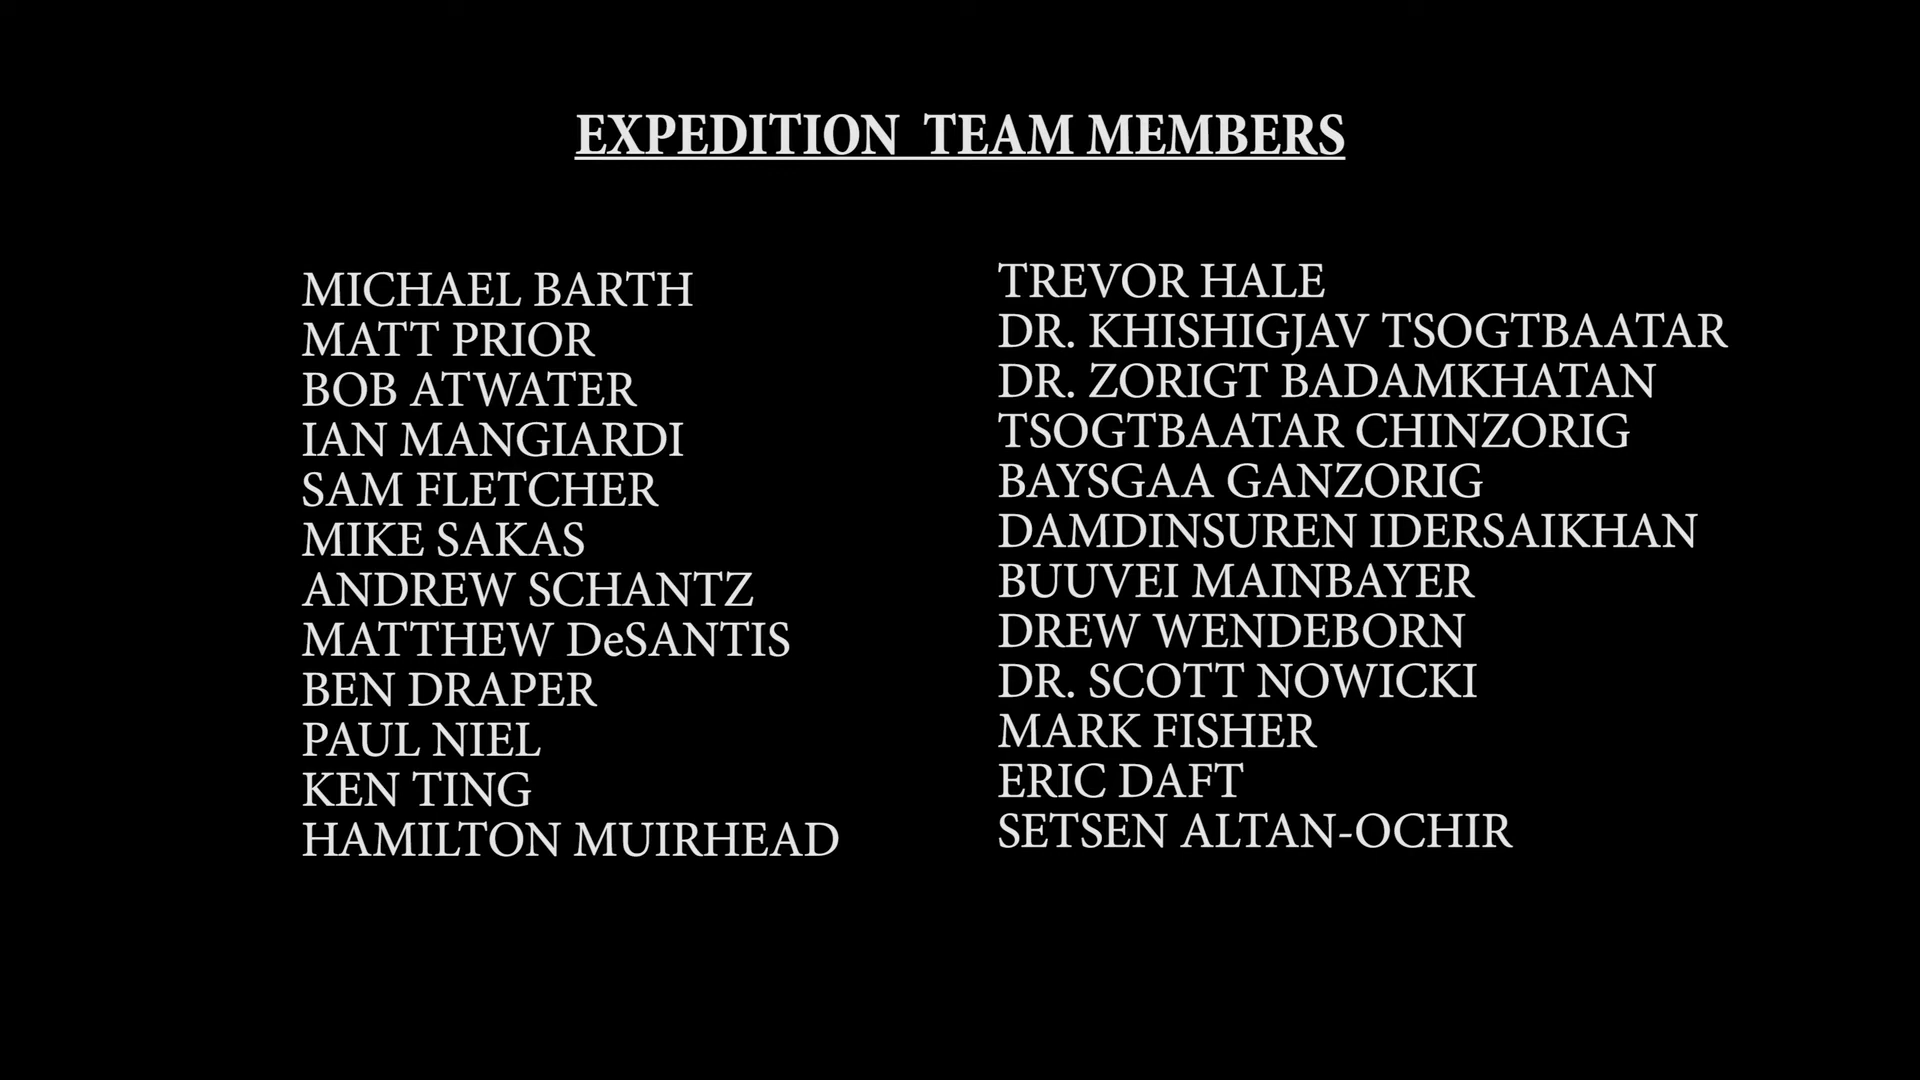 EXPEDITION TEAM MEMBERS
MICHAEL BARTH
MATT PRIOR
BOB ATWATER
IAN MANGIARDI
SAM FLETCHER
MIKE SAKAS
ANDREW SCHANTZ
MATTHEW DeSANTIS
BEN DRAPER
PAUL NIEL
KEN TING
HAMILTON MUIRHEAD
TREVOR HALE
DR. KHISHIGJAV TSOGTBAATAR
DR. ZORIGT BADAMKHATAN
TSOGTBAATAR CHINZORIG
BAYSGAA GANZORIG
DAMDINSUREN IDERSAIKHAN
BUUVEI MAINBAYER
DREW WENDEBORN
DR. SCOTT NOWICKI
MARK FISHER
ERIC DAFT
SETSEN ALTAN-OCHIR